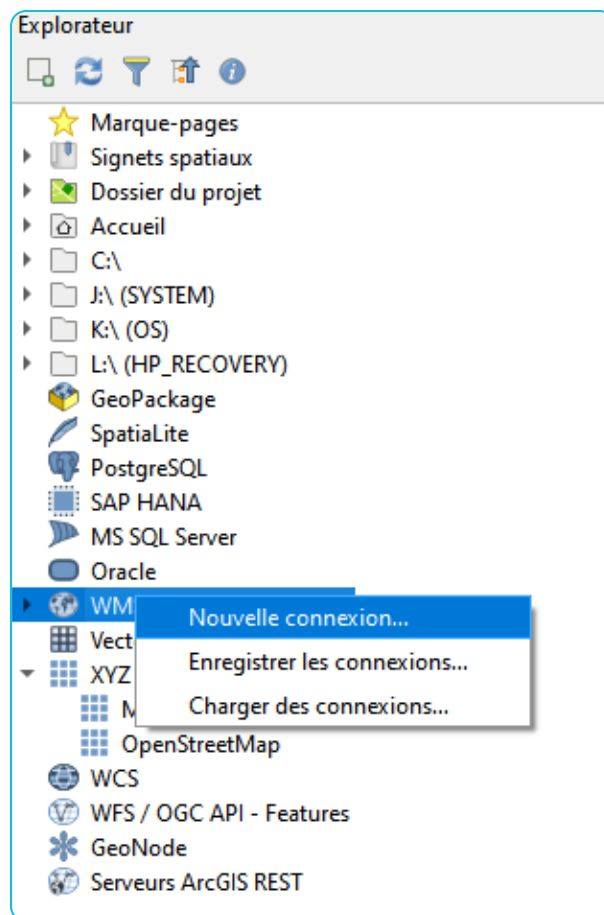 Explorateur
Marque-pages
Signets spatiaux
Dossier du projet
Accueil
C:\
J:\ (SYSTEM)
K:\ (OS)
L:\ (HP_RECOVERY)
GeoPackage
SpatiaLite
PostgreSQL
SAP HANA
MS SQL Server
Oracle
WM
Nouvelle connexion...
Vect
Enregistrer les connexions...
XYZ
Charger des connexions...
M
OpenStreetMap
WCS
WFS / OGC API - Features
GeoNode
Serveurs ArcGIS REST